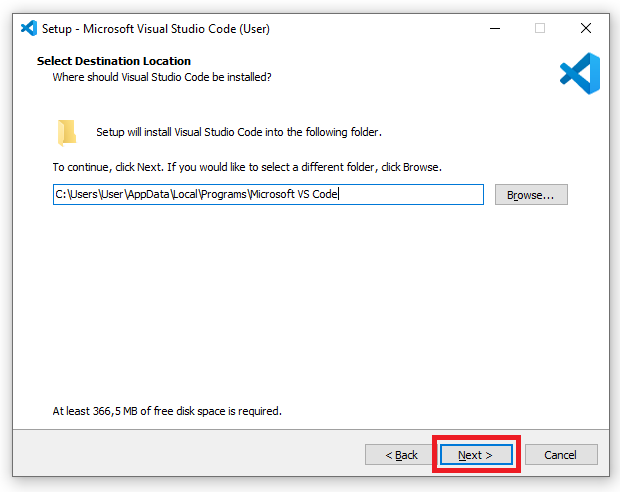 Setup - Microsoft Visual Studio Code (User)
Select Destination Location
Where should Visual Studio Code be installed?
Setup will install Visual Studio Code into the following folder.
To continue, click Next. If you would like to select a different folder, click Browse.
C:\Users\User\AppData\Local\Programs\Microsoft VS Code
Browse...
At least 366,5 MB of free disk space is required.
< Back Next > Cancel